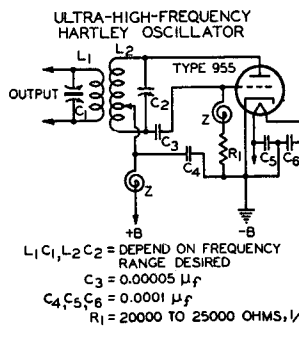 ULTRA-HIGH-FREQUENCY
HARTLEY OSCILLATOR
L1
L2
TYPE 955
OUTPUT
C1
C2
C3
Z
R1
C4
C5
C6
Z
+B
-B
L1C1, L2C2 = DEPEND ON FREQUENCY
RANGE DESIRED
C3 = 0.00005 μf
C4, C5, C6 = 0.0001 μf
R1 = 20000 TO 25000 OHMS, 1/